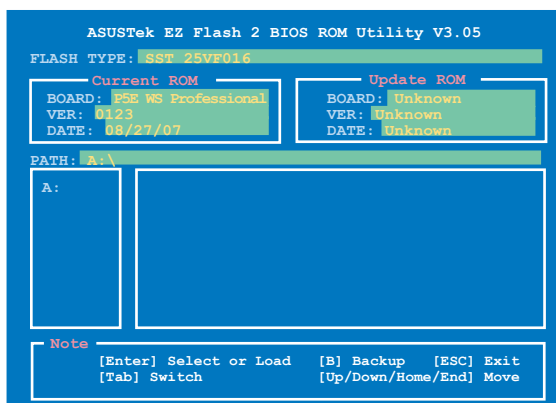 ASUSTek EZ Flash 2 BIOS ROM Utility V3.05
FLASH TYPE: SST 25VF016
Current ROM
BOARD: P5E WS Professional
VER: 0123
DATE: 08/27/07
Update ROM
BOARD: Unknown
VER: Unknown
DATE: Unknown
PATH: A:\
A:
Note
[Enter] Select or Load [B] Backup [ESC] Exit
[Tab] Switch [Up/Down/Home/End] Move